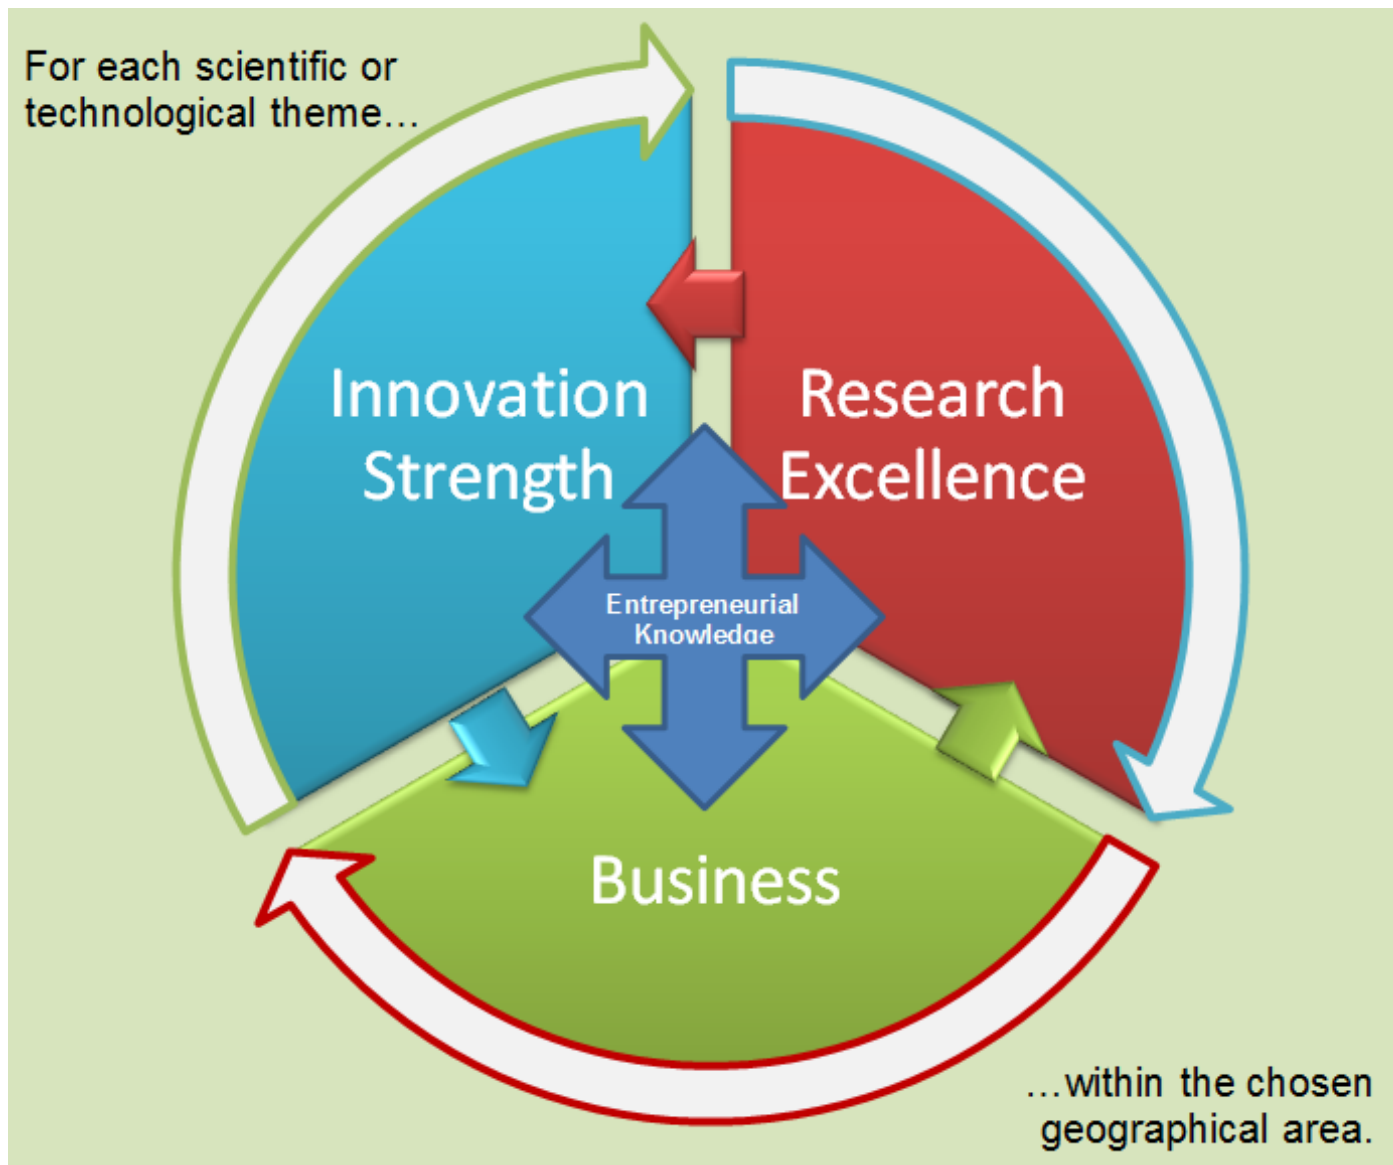 For each scientific or
technological theme...
Innovation
Strength
Research
Excellence
Entrepreneurial
Knowledge
Business
...within the chosen
geographical area.